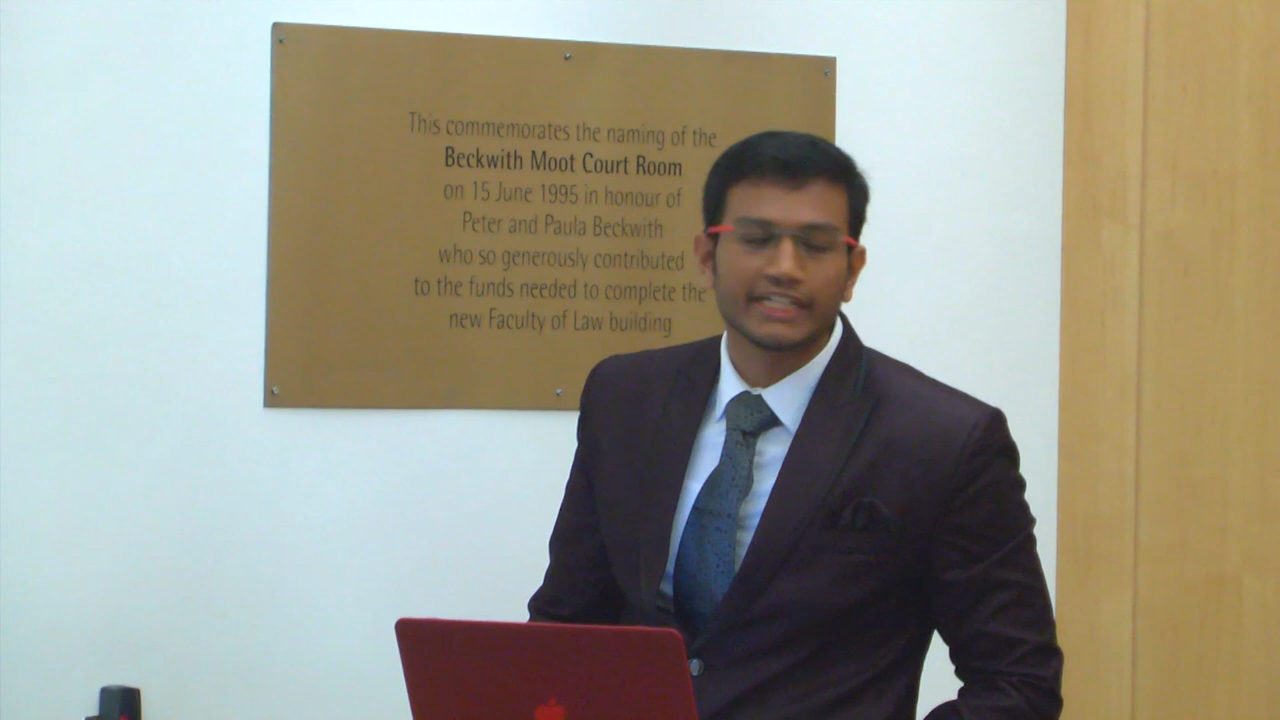 This commemorates the naming of the
Beckwith Moot Court Room
on 15 June 1995 in honour of
Peter and Paula Beckwith
who so generously contributed
to the funds needed to complete the
new Faculty of Law building